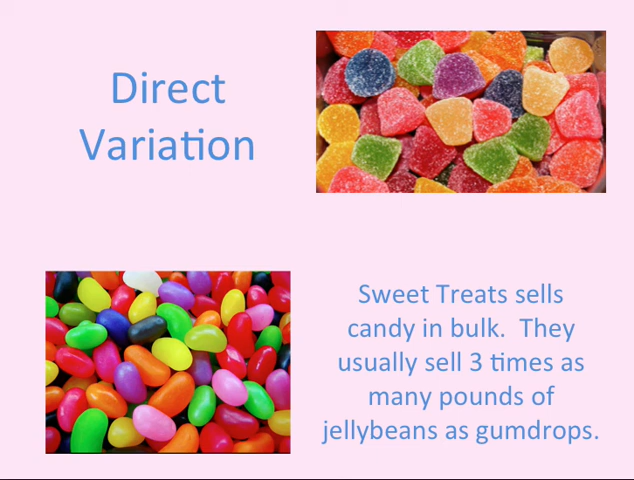 Direct
Variation
Sweet Treats sells
candy in bulk.  They
usually sell 3 times as
many pounds of
jellybeans as gumdrops.